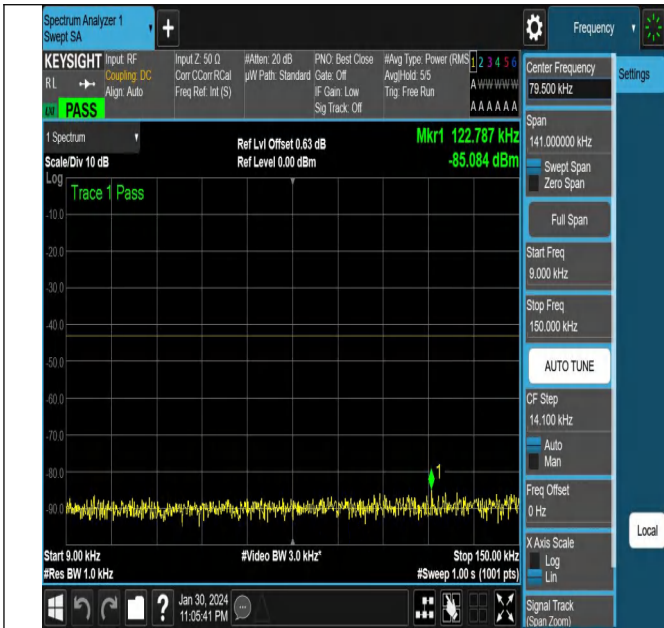 Spectrum Analyzer 1
Swept SA
+
Frequency
KEYSIGHT
RL
LXI
PASS
Input: RF
Coupling: DC
Align: Auto
Input Z: 50 Ω
Corr CCorr RCal
Freq Ref: Int (S)
#Atten: 20 dB
µW Path: Standard
PNO: Best Close
Gate: Off
IF Gain: Low
Sig Track: Off
#Avg Type: Power (RMS
Avg|Hold: 5/5
Trig: Free Run
1 2 3 4 5 6
A W W W W W
A A A A A A
1 Spectrum
Scale/Div 10 dB
Log
Ref Lvl Offset 0.63 dB
Ref Level 0.00 dBm
Mkr1 122.787 kHz
-85.084 dBm
Trace 1 Pass
-10.0
-20.0
-30.0
-40.0
-50.0
-60.0
-70.0
-80.0
-90.0
1
Start 9.00 kHz
#Video BW 3.0 kHz*
Stop 150.00 kHz
#Res BW 1.0 kHz
#Sweep 1.00 s (1001 pts)
Center Frequency
79.500 kHz
Span
141.000000 kHz
Swept Span
Zero Span
Full Span
Start Freq
9.000 kHz
Stop Freq
150.000 kHz
AUTO TUNE
CF Step
14.100 kHz
Auto
Man
Freq Offset
0 Hz
X Axis Scale
Log
Lin
Signal Track
(Span Zoom)
Settings
Local
?
Jan 30, 2024
11:05:41 PM